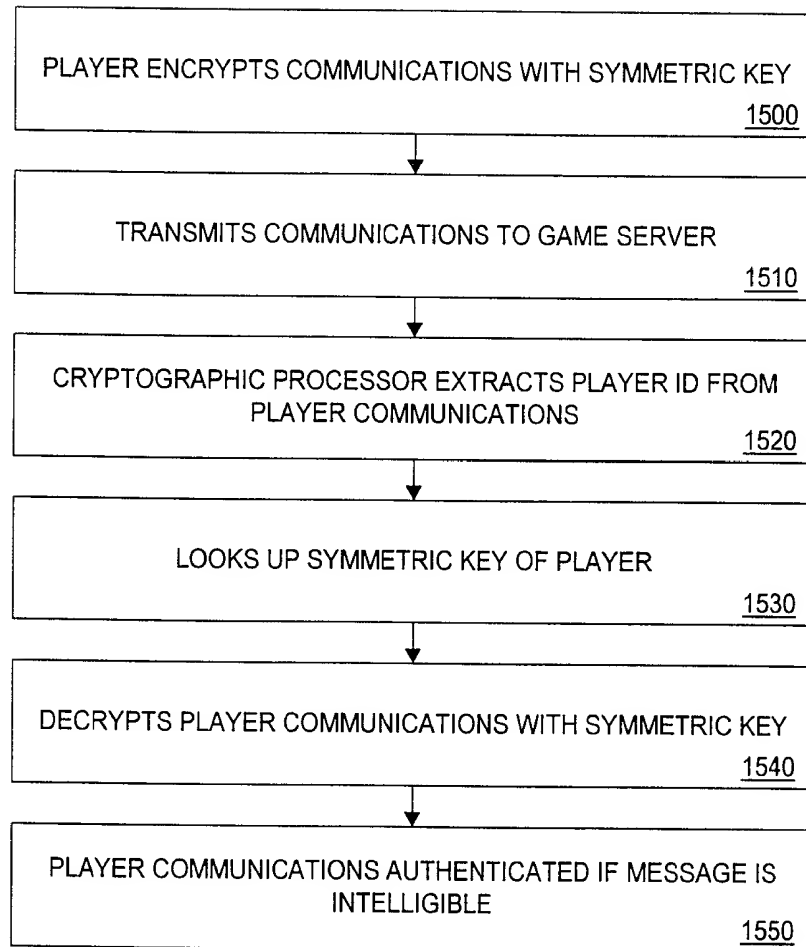 PLAYER ENCRYPTS COMMUNICATIONS WITH SYMMETRIC KEY
1500
TRANSMITS COMMUNICATIONS TO GAME SERVER
1510
CRYPTOGRAPHIC PROCESSOR EXTRACTS PLAYER ID FROM
PLAYER COMMUNICATIONS
1520
LOOKS UP SYMMETRIC KEY OF PLAYER
1530
DECRYPTS PLAYER COMMUNICATIONS WITH SYMMETRIC KEY
1540
PLAYER COMMUNICATIONS AUTHENTICATED IF MESSAGE IS
INTELLIGIBLE
1550